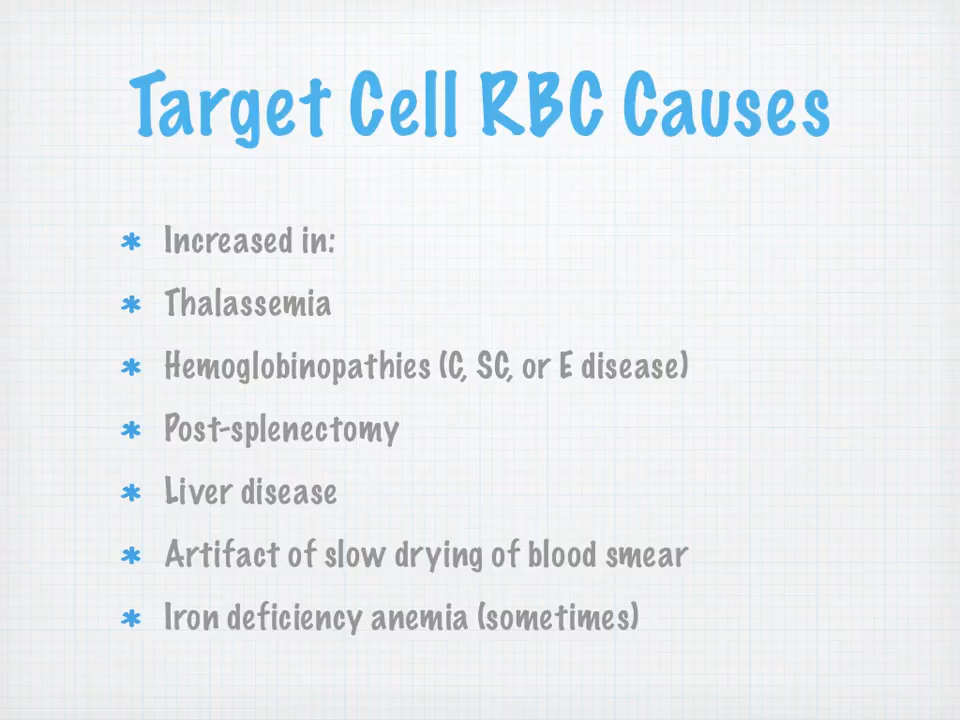 Target Cell RBC Causes
* Increased in:
* Thalassemia
* Hemoglobinopathies (C, SC, or E disease)
* Post-splenectomy
* Liver disease
* Artifact of slow drying of blood smear
* Iron deficiency anemia (sometimes)